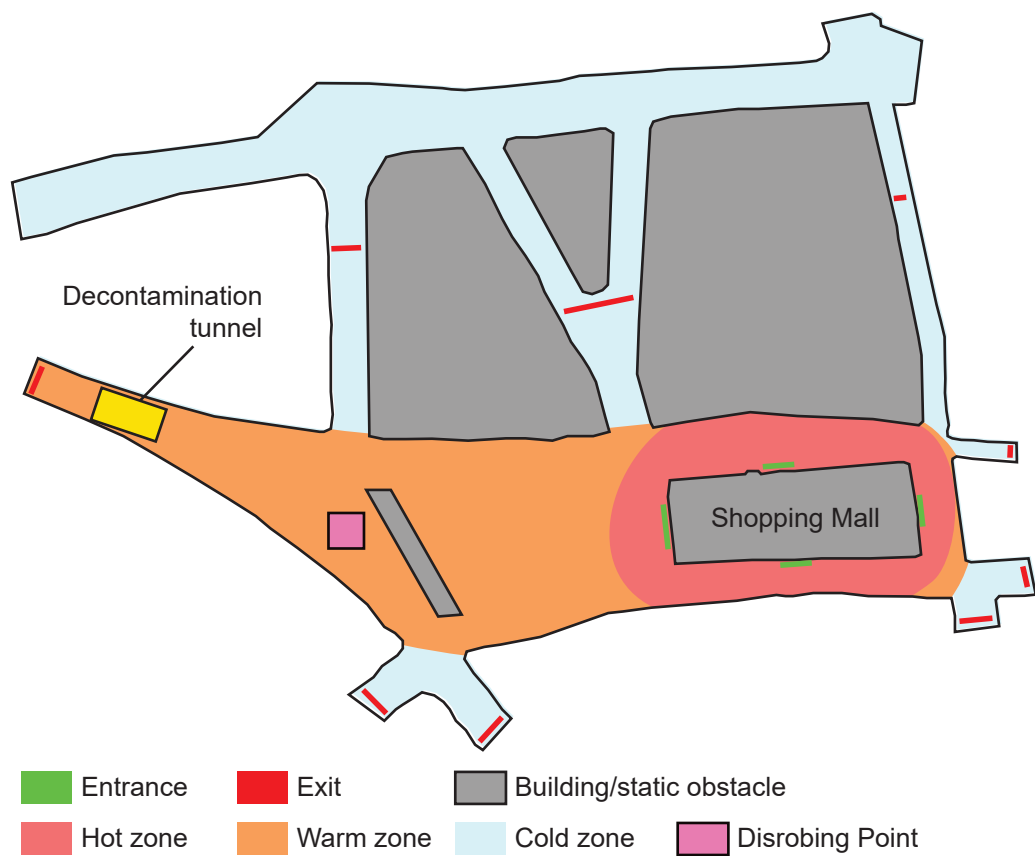 Decontamination
tunnel
Shopping Mall
Entrance
Exit
Building/static obstacle
Hot zone
Warm zone
Cold zone
Disrobing Point